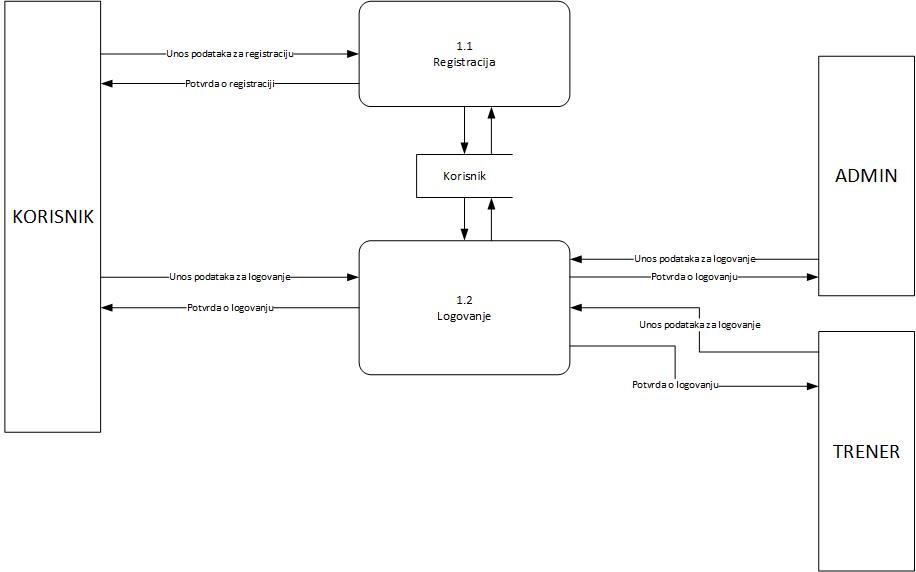 1.1
Registracija
Unos podataka za registraciju
Potvrda o registraciji
Korisnik
KORISNIK
ADMIN
Unos podataka za logovanje
Potvrda o logovanju
1.2
Logovanje
Unos podataka za logovanje
Potvrda o logovanju
Unos podataka za logovanje
Potvrda o logovanju
TRENER